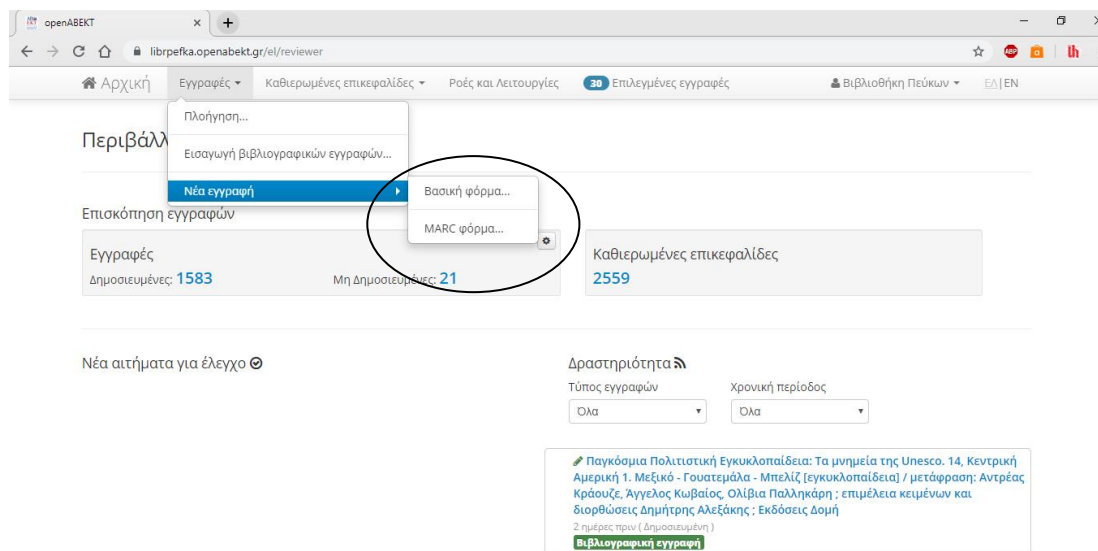 openABEKT
librpefka.openabekt.gr/el/reviewer
Αρχική Εγγραφές Καθιερωμένες επικεφαλίδες Ροές και Λειτουργίες 30 Επιλεγμένες εγγραφές Βιβλιοθήκη Πεύκων ΕΛ|EN
Πλοήγηση...
Περιβάλλ
Εισαγωγή βιβλιογραφικών εγγραφών...
Νέα εγγραφή Βασική φόρμα...
Επισκόπηση εγγραφών
MARC φόρμα...
Εγγραφές Καθιερωμένες επικεφαλίδες
Δημοσιευμένες: 1583 Μη Δημοσιευμένες: 21 2559
Νέα αιτήματα για έλεγχο Δραστηριότητα
Τύπος εγγραφών Χρονική περίοδος
Όλα Όλα
Παγκόσμια Πολιτιστική Εγκυκλοπαίδεια: Τα μνημεία της Unesco. 14, Κεντρική
Αμερική 1. Μεξικό - Γουατεμάλα - Μπελίζ [εγκυκλοπαίδεια] / μετάφραση: Αντρέας
Κράουζε, Άγγελος Κωβαίος, Ολίβια Παλληκάρη ; επιμέλεια κειμένων και
διορθώσεις Δημήτρης Αλεξάκης ; Εκδόσεις Δομή
2 ημέρες πριν ( Δημοσιευμένη )
Βιβλιογραφική εγγραφή